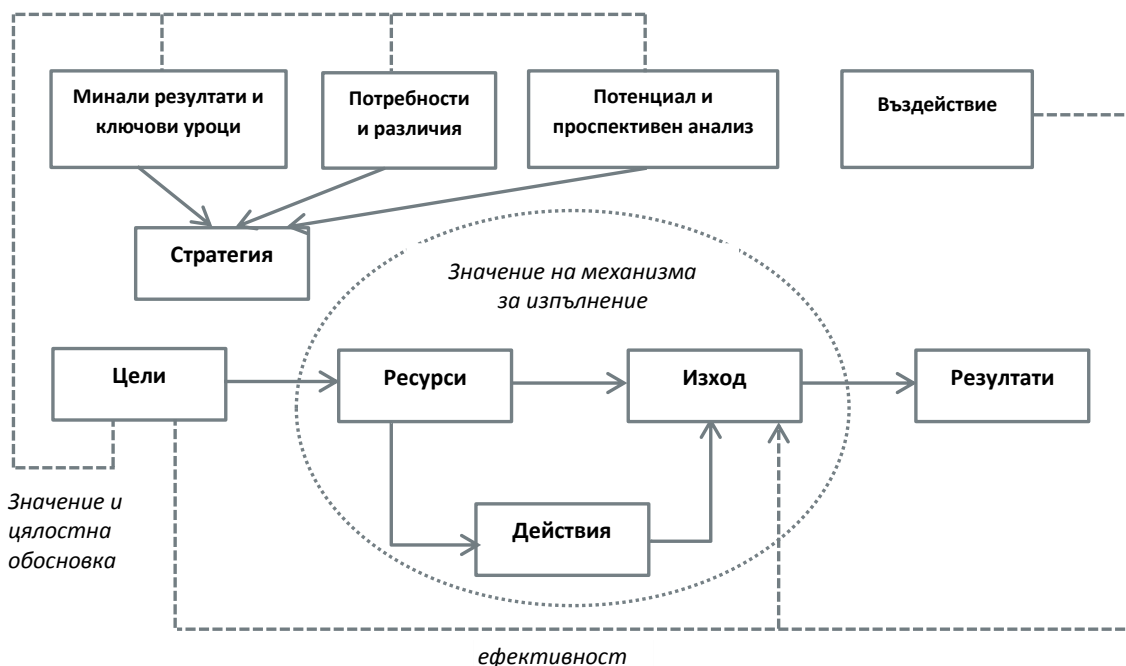 Минали резултати и
ключови уроци
Потребности
и различия
Потенциал и
проспективен анализ
Въздействие
Стратегия
Значение на механизма
за изпълнение
Цели
Ресурси
Изход
Резултати
Значение и
цялостна
обосновка
Действия
ефективност